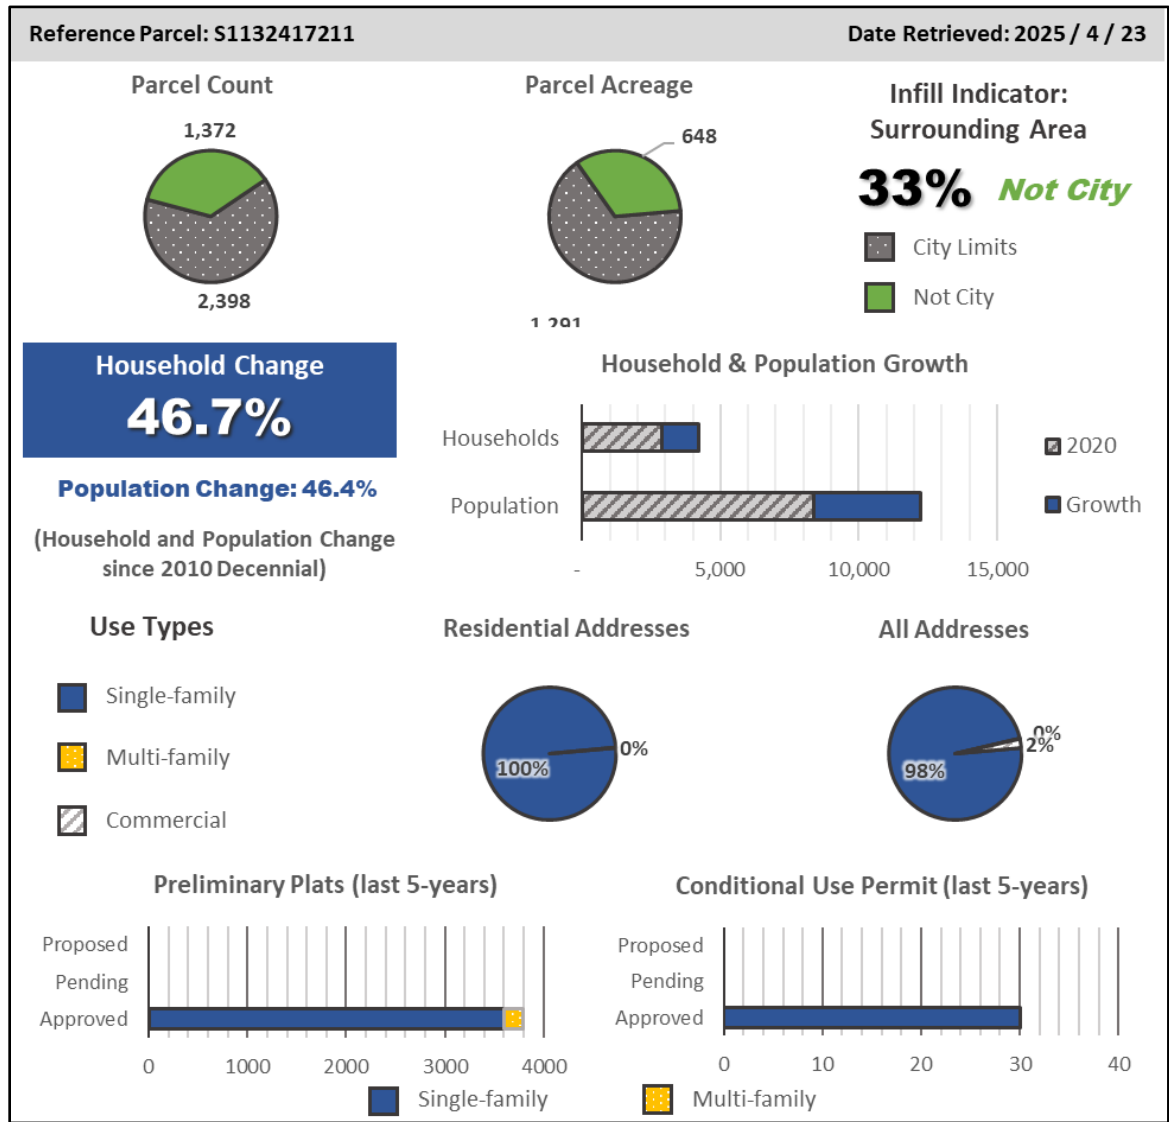 Reference Parcel: S1132417211
Date Retrieved: 2025 / 4 / 23
Parcel Count
1,372
2,398
Parcel Acreage
648
1,291
Infill Indicator:
Surrounding Area
33% Not City
City Limits
Not City
Household Change
46.7%
Population Change: 46.4%
(Household and Population Change
since 2010 Decennial)
Household & Population Growth
Households
Population
- 5,000 10,000 15,000
2020
Growth
Use Types
Single-family
Multi-family
Commercial
Residential Addresses
0%
100%
All Addresses
0%
2%
98%
Preliminary Plats (last 5-years)
Proposed
Pending
Approved
0 1000 2000 3000 4000
Conditional Use Permit (last 5-years)
Proposed
Pending
Approved
0 10 20 30 40
Single-family
Multi-family